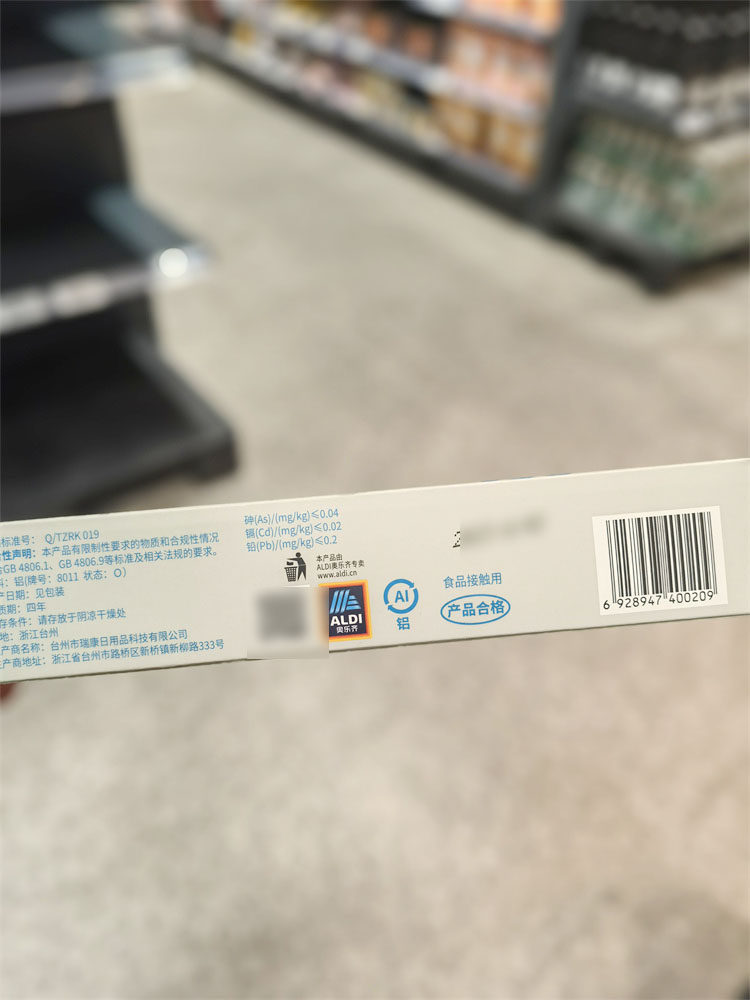 标准号: Q/TZRK 019
性声明: 本产品有限制性要求的物质和合规性情况
GB 4806.1、GB 4806.9等标准及相关法规的要求。
: 铝(牌号: 8011 状态: O)
产日期: 见包装
质期: 四年
存条件: 请存放于阴凉干燥处
地: 浙江台州
产商名称: 台州市瑞康日用品科技有限公司
产商地址: 浙江省台州市路桥区新桥镇新柳路333号
砷(As)/(mg/kg)≤0.04
镉(Cd)/(mg/kg)≤0.02
铅(Pb)/(mg/kg)≤0.2
本产品由
ALDI奥乐齐专卖
www.aldi.cn
ALDI
奥乐齐
Al
铝
食品接触用
产品合格
6 928947 400209